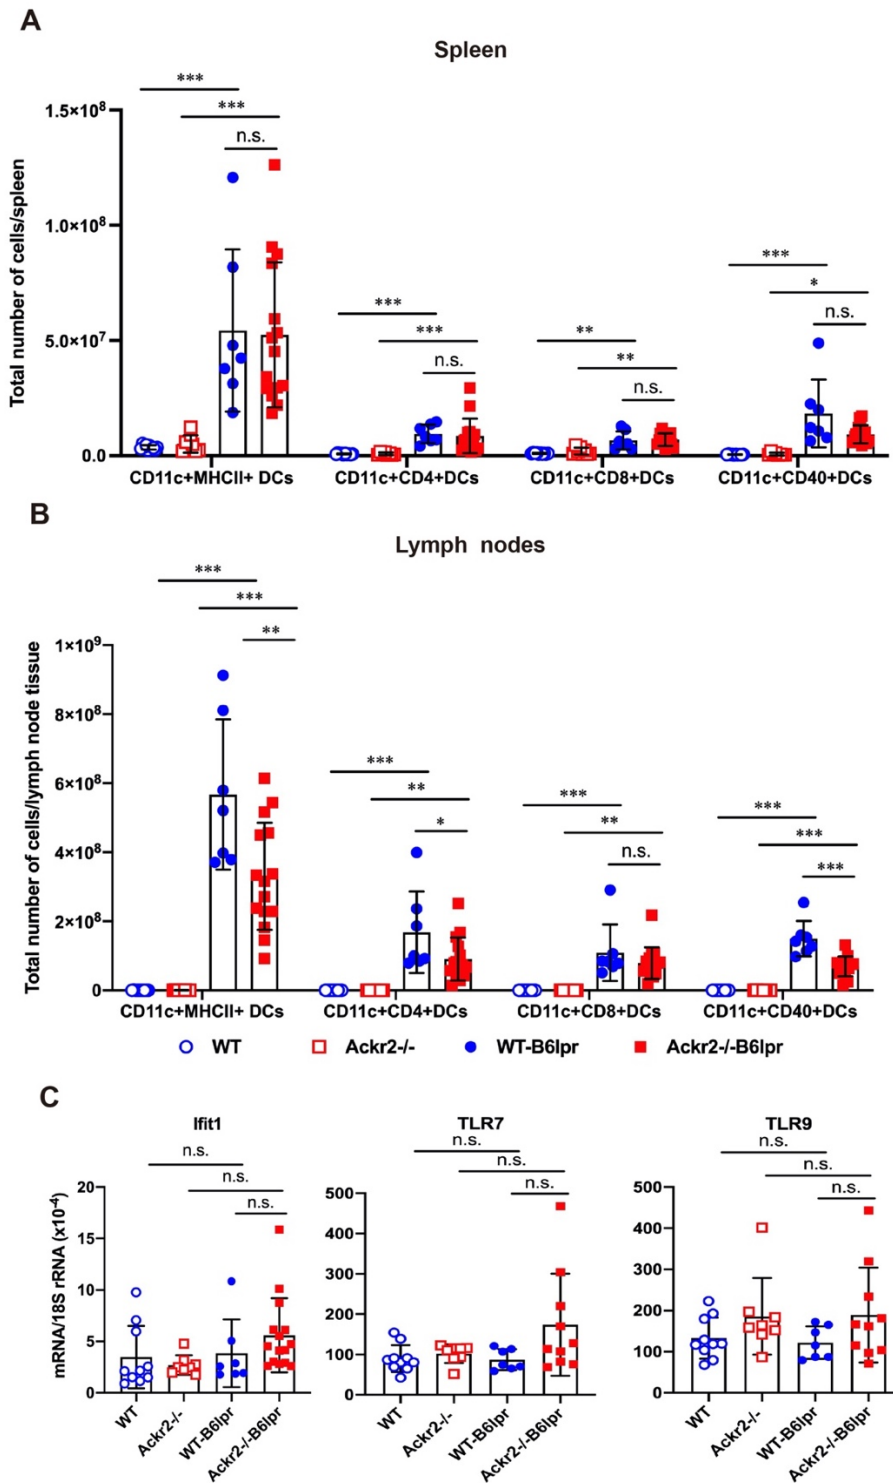 A
Spleen
***
***
n.s.
***
***
n.s.
**
**
n.s.
***
*
n.s.
Total number of cells/spleen
1.5×10⁸
1.0×10⁸
5.0×10⁷
0.0
CD11c+MHCII+ DCs
CD11c+CD4+DCs
CD11c+CD8+DCs
CD11c+CD40+DCs
B
Lymph nodes
***
***
**
***
**
*
***
**
n.s.
***
***
***
Total number of cells/lymph node tissue
1×10⁹
8×10⁸
6×10⁸
4×10⁸
2×10⁸
0
CD11c+MHCII+ DCs
CD11c+CD4+DCs
CD11c+CD8+DCs
CD11c+CD40+DCs
WT
Ackr2-/-
WT-B6lpr
Ackr2-/-B6lpr
C
Ifit1
n.s.
n.s.
n.s.
mRNA/18S rRNA (x10-4)
20
15
10
5
0
WT
Ackr2-/-
WT-B6lpr
Ackr2-/-B6lpr
TLR7
n.s.
n.s.
n.s.
500
400
300
200
100
0
WT
Ackr2-/-
WT-B6lpr
Ackr2-/-B6lpr
TLR9
n.s.
n.s.
n.s.
500
400
300
200
100
0
WT
Ackr2-/-
WT-B6lpr
Ackr2-/-B6lpr